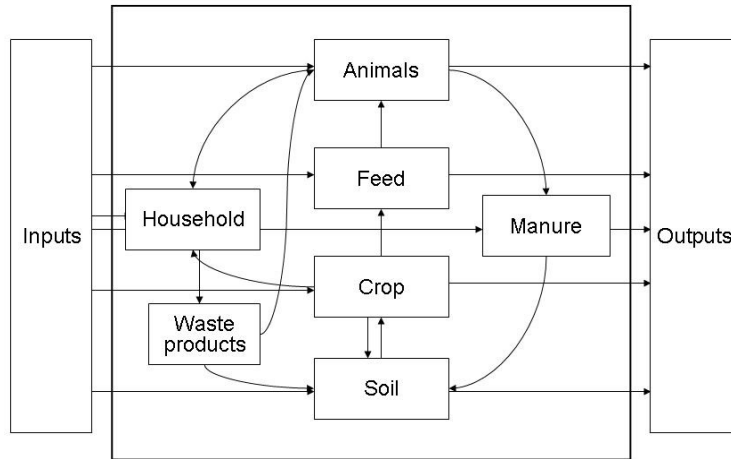 Animals
Feed
Household
Manure
Inputs
Outputs
Crop
Waste
products
Soil